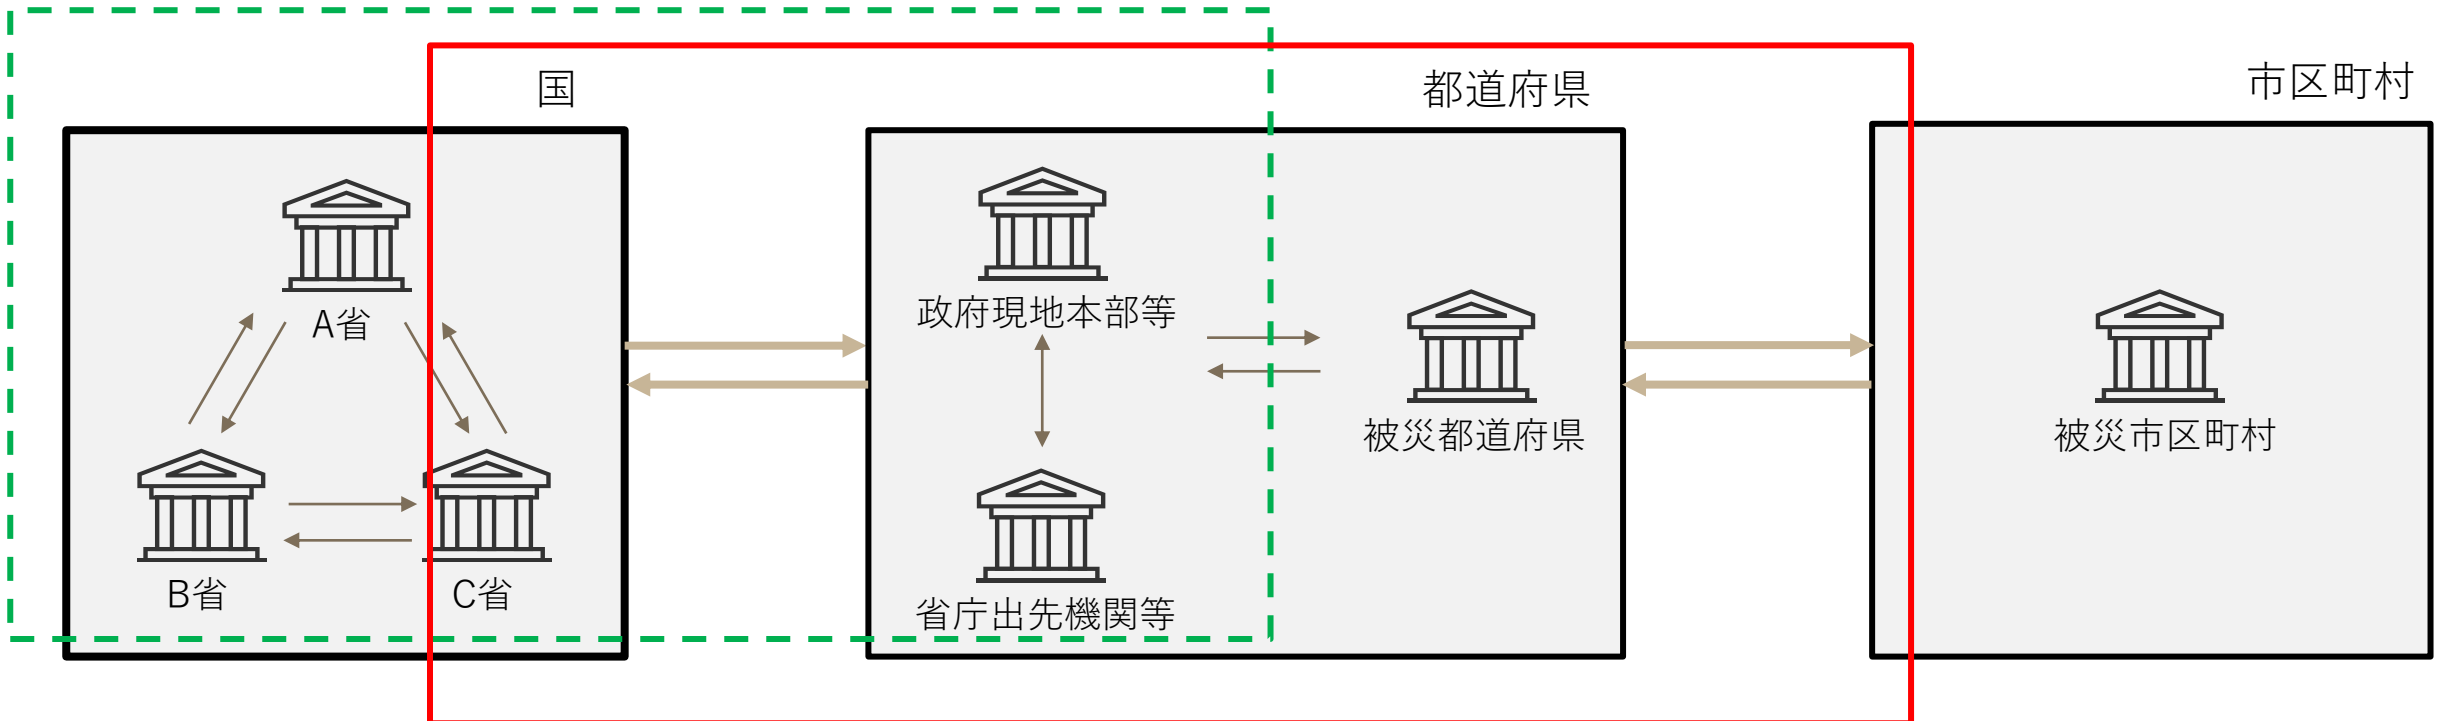 国
都道府県
市区町村
A省
B省
C省
政府現地本部等
省庁出先機関等
被災都道府県
被災市区町村